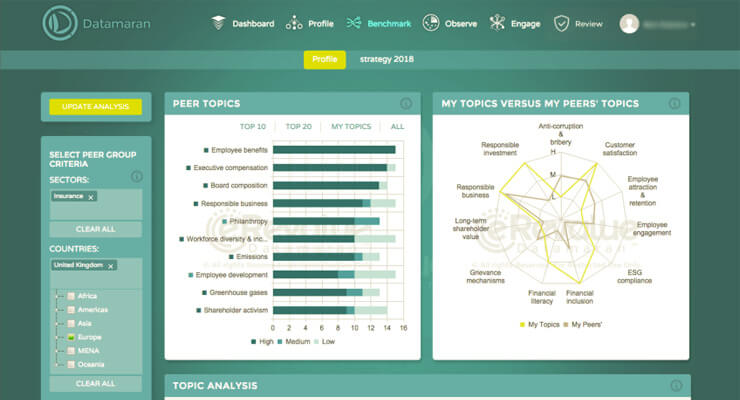 Datamaran
Dashboard
Profile
Benchmark
Observe
Engage
Review
Profile
strategy 2018
UPDATE ANALYSIS
SELECT PEER GROUP
CRITERIA
SECTORS:
Insurance x
CLEAR ALL
COUNTRIES:
United Kingdom x
Africa
Americas
Asia
Europe
MENA
Oceania
CLEAR ALL
PEER TOPICS
TOP 10
TOP 20
MY TOPICS
ALL
Employee benefits
Executive compensation
Board composition
Responsible business
Philanthropy
Workforce diversity & inc...
Emissions
Employee development
Greenhouse gases
Shareholder activism
0 2 4 6 8 10 12 14 16
High Medium Low
eRevalue
Datamaran
MY TOPICS VERSUS MY PEERS' TOPICS
Anti-corruption
&
bribery
Customer
satisfaction
Employee
attraction
& retention
Employee
engagement
ESG
compliance
Financial
inclusion
Financial
literacy
Grievance
mechanisms
Long-term
shareholder
value
Responsible
business
Responsible
investment
H
M
L
eRevalue
Datamaran
My Topics My Peers'
TOPIC ANALYSIS